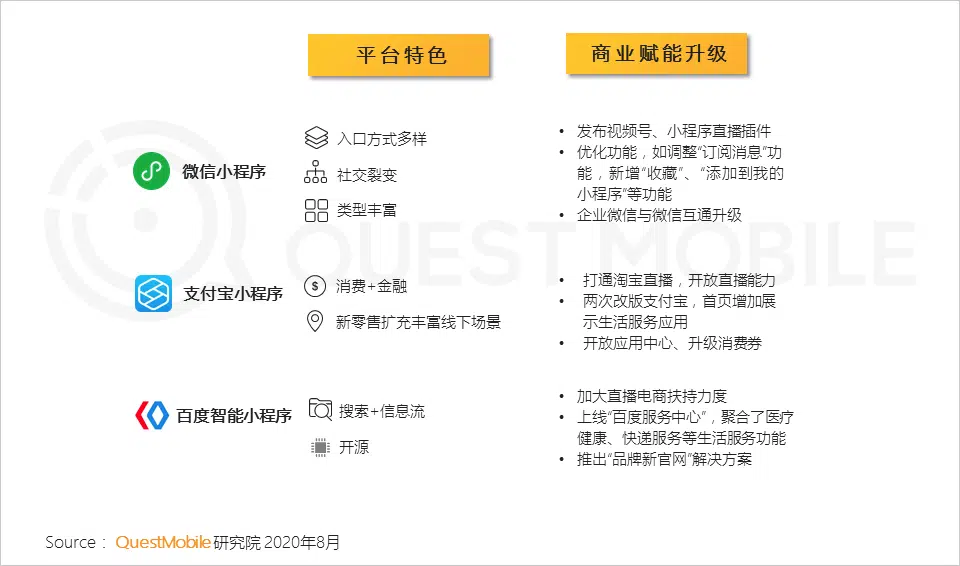 平台特色
商业赋能升级
微信小程序
入口方式多样
社交裂变
类型丰富
• 发布视频号、小程序直播插件
• 优化功能，如调整“订阅消息”功
能，新增“收藏”、“添加到我的
小程序”等功能
• 企业微信与微信互通升级
支付宝小程序
$ 消费+金融
新零售扩充丰富线下场景
• 打通淘宝直播，开放直播能力
• 两次改版支付宝，首页增加展
示生活服务应用
• 开放应用中心、升级消费券
百度智能小程序
搜索+信息流
开源
• 加大直播电商扶持力度
• 上线“百度服务中心”，聚合了医疗
健康、快递服务等生活服务功能
• 推出“品牌新官网”解决方案
QUEST MOBILE
Source： QuestMobile研究院 2020年8月